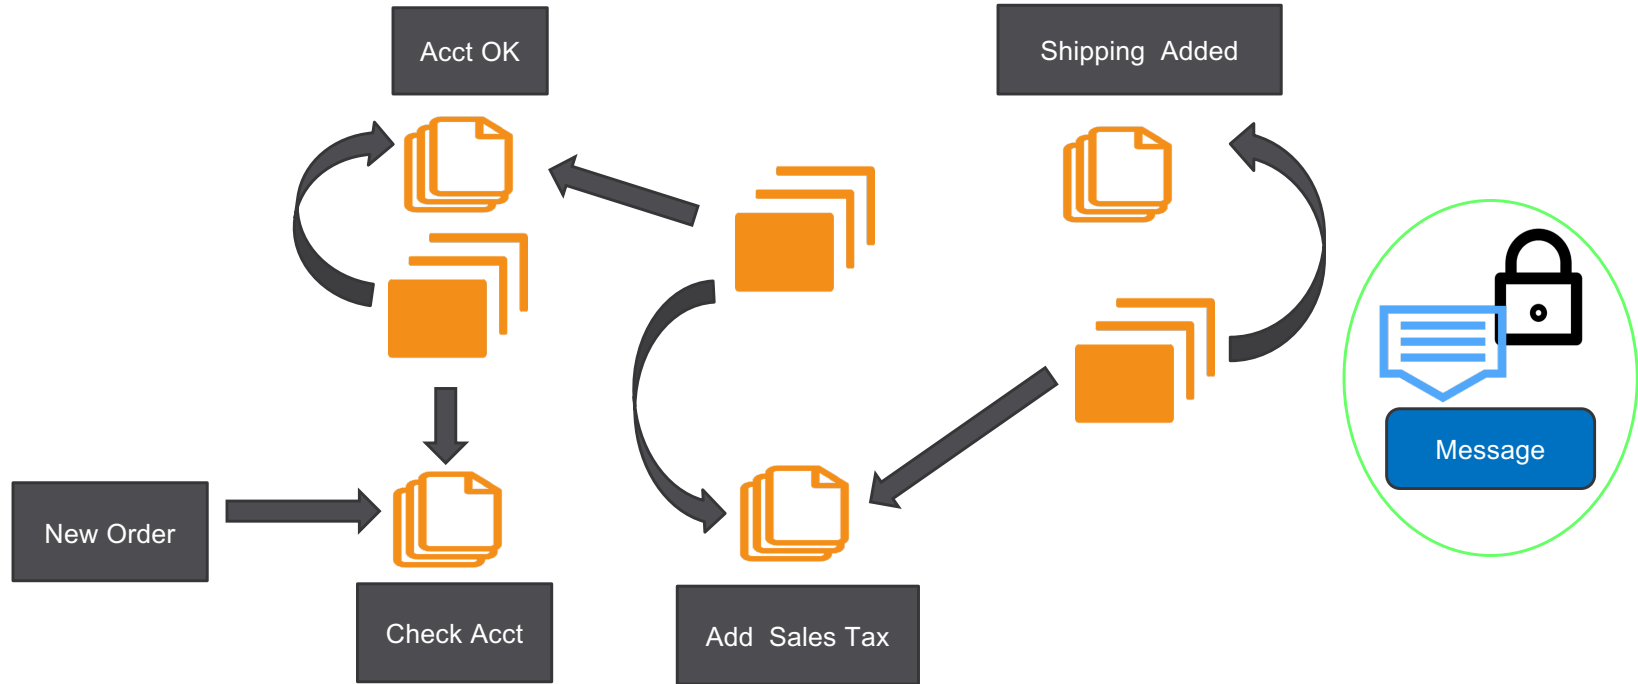 Acct OK
Shipping Added
Message
New Order
Check Acct
Add Sales Tax